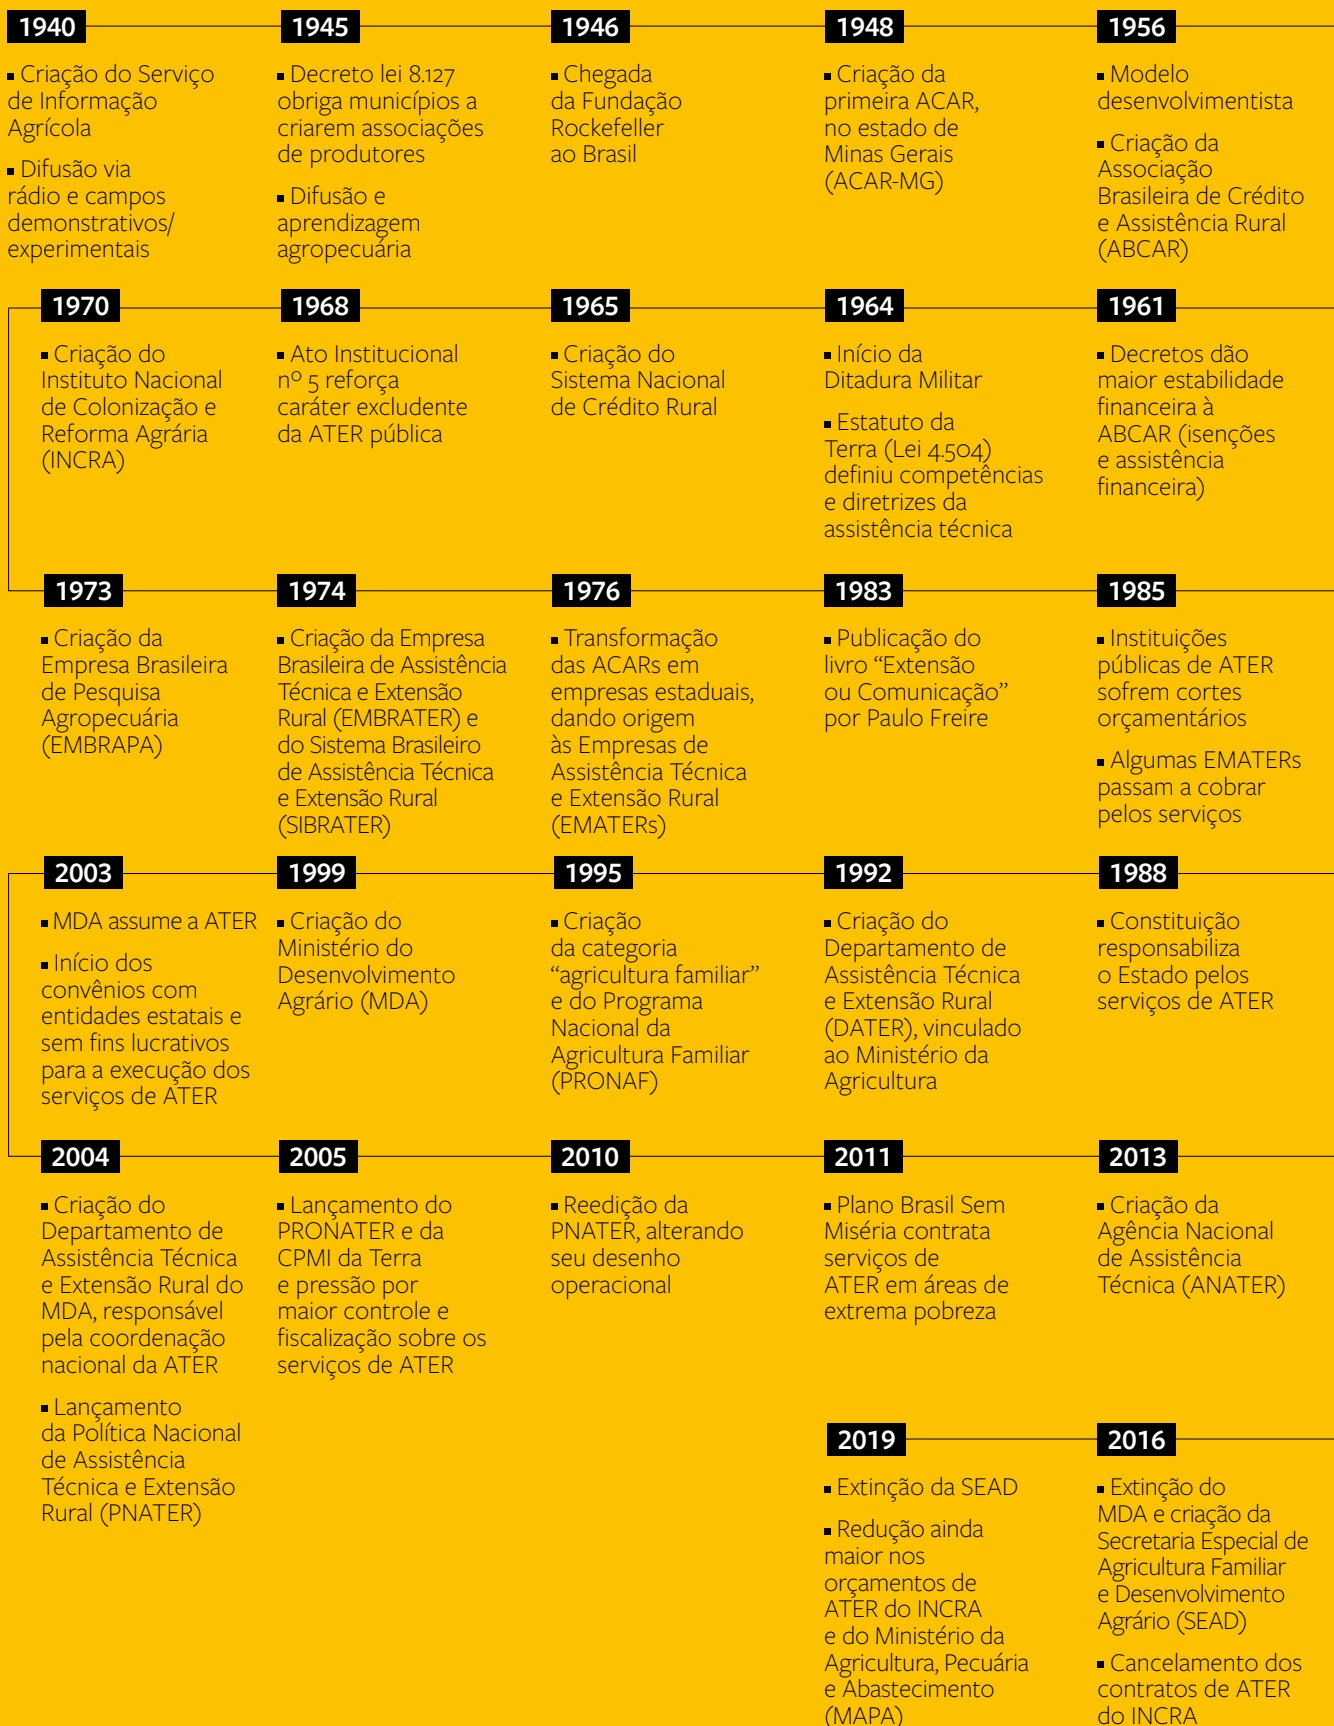 1940
▪ Criação do Serviço
de Informação
Agrícola
▪ Difusão via
rádio e campos
demonstrativos/
experimentais
1945
▪ Decreto lei 8.127
obriga municípios a
criarem associações
de produtores
▪ Difusão e
aprendizagem
agropecuária
1946
▪ Chegada
da Fundação
Rockefeller
ao Brasil
1948
▪ Criação da
primeira ACAR,
no estado de
Minas Gerais
(ACAR-MG)
1956
▪ Modelo
desenvolvimentista
▪ Criação da
Associação
Brasileira de Crédito
e Assistência Rural
(ABCAR)
1961
▪ Decretos dão
maior estabilidade
financeira à
ABCAR (isenções
e assistência
financeira)
1964
▪ Início da
Ditadura Militar
▪ Estatuto da
Terra (Lei 4.504)
definiu competências
e diretrizes da
assistência técnica
1965
▪ Criação do
Sistema Nacional
de Crédito Rural
1968
▪ Ato Institucional
nº 5 reforça
caráter excludente
da ATER pública
1970
▪ Criação do
Instituto Nacional
de Colonização e
Reforma Agrária
(INCRA)
1973
▪ Criação da
Empresa Brasileira
de Pesquisa
Agropecuária
(EMBRAPA)
1974
▪ Criação da Empresa
Brasileira de Assistência
Técnica e Extensão
Rural (EMBRATER) e
do Sistema Brasileiro
de Assistência Técnica
e Extensão Rural
(SIBRATER)
1976
▪ Transformação
das ACARs em
empresas estaduais,
dando origem
às Empresas de
Assistência Técnica
e Extensão Rural
(EMATERs)
1983
▪ Publicação do
livro “Extensão
ou Comunicação”
por Paulo Freire
1985
▪ Instituições
públicas de ATER
sofrem cortes
orçamentários
▪ Algumas EMATERs
passam a cobrar
pelos serviços
1988
▪ Constituição
responsabiliza
o Estado pelos
serviços de ATER
1992
▪ Criação do
Departamento de
Assistência Técnica
e Extensão Rural
(DATER), vinculado
ao Ministério da
Agricultura
1995
▪ Criação
da categoria
“agricultura familiar”
e do Programa
Nacional da
Agricultura Familiar
(PRONAF)
1999
▪ Criação do
Ministério do
Desenvolvimento
Agrário (MDA)
2003
▪ MDA assume a ATER
▪ Início dos
convênios com
entidades estatais e
sem fins lucrativos
para a execução dos
serviços de ATER
2004
▪ Criação do
Departamento de
Assistência Técnica
e Extensão Rural do
MDA, responsável
pela coordenação
nacional da ATER
▪ Lançamento
da Política Nacional
de Assistência
Técnica e Extensão
Rural (PNATER)
2005
▪ Lançamento do
PRONATER e da
CPMI da Terra
e pressão por
maior controle e
fiscalização sobre os
serviços de ATER
2010
▪ Reedição da
PNATER, alterando
seu desenho
operacional
2011
▪ Plano Brasil Sem
Miséria contrata
serviços de
ATER em áreas de
extrema pobreza
2013
▪ Criação da
Agência Nacional
de Assistência
Técnica (ANATER)
2016
▪ Extinção do
MDA e criação da
Secretaria Especial de
Agricultura Familiar
e Desenvolvimento
Agrário (SEAD)
▪ Cancelamento dos
contratos de ATER
do INCRA
2019
▪ Extinção da SEAD
▪ Redução ainda
maior nos
orçamentos de
ATER do INCRA
e do Ministério da
Agricultura, Pecuária
e Abastecimento
(MAPA)